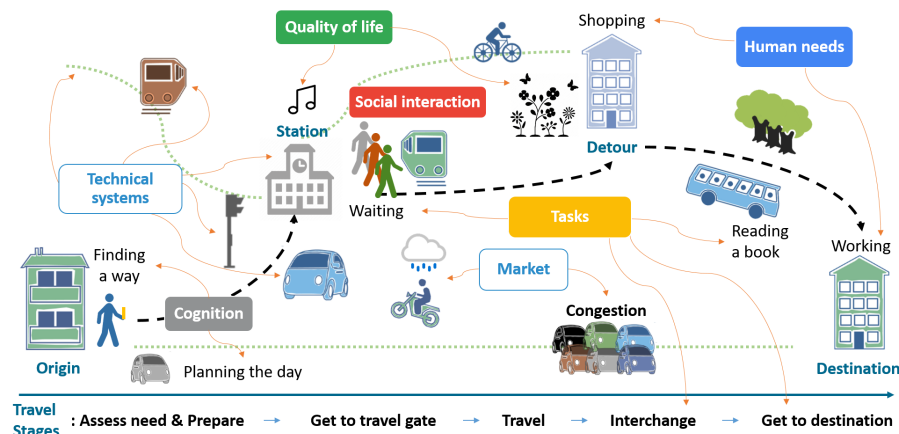 Quality of life
Shopping
Human needs
Social interaction
Station
Detour
Technical
systems
Waiting
Tasks
Reading
a book
Working
Finding
a way
Market
Cognition
Congestion
Origin
Planning the day
Destination
Travel
Stages
: Assess need & Prepare → Get to travel gate → Travel → Interchange → Get to destination